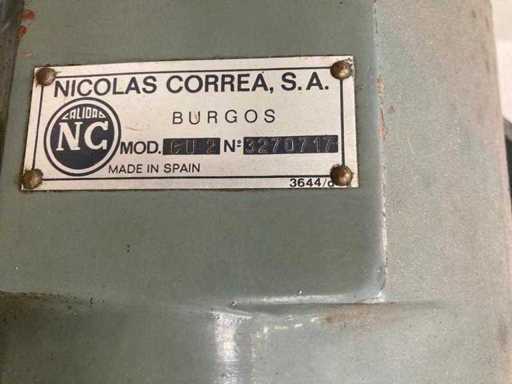 NICOLAS CORREA, S.A.
CALIDAD
NC
BURGOS
MOD. CU 2 Nº 3270717
MADE IN SPAIN
3644/